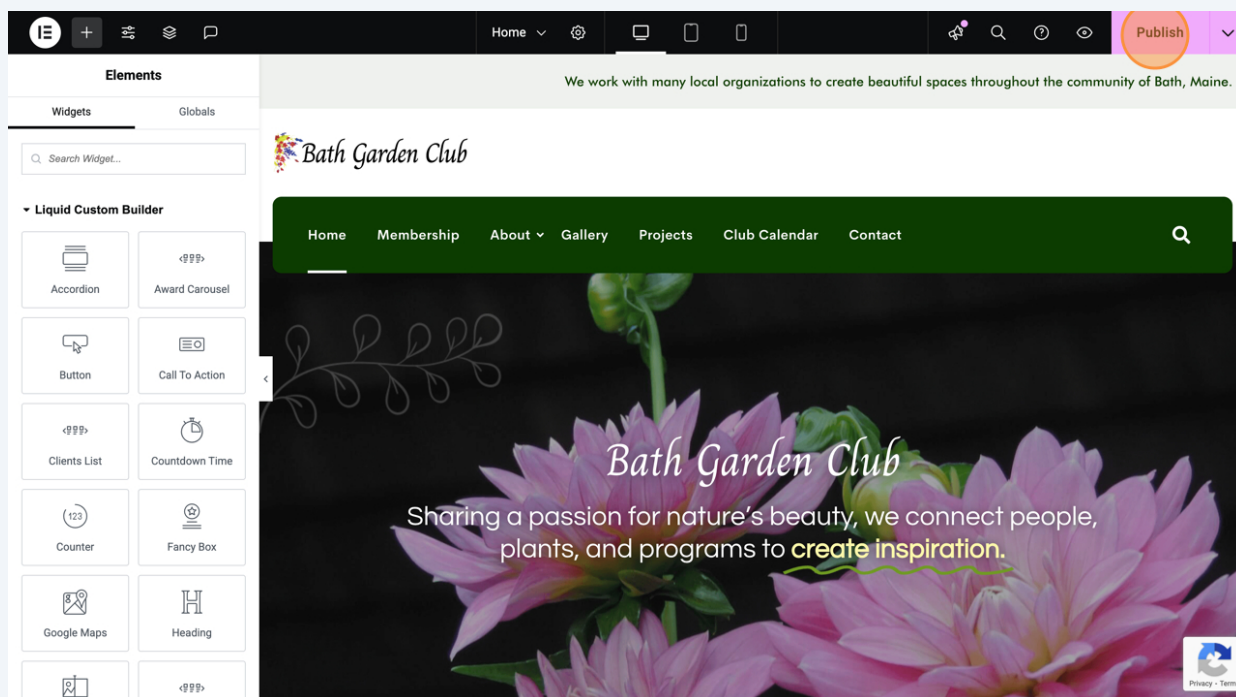 Home
Publish
Elements
Widgets Globals
Search Widget...
Liquid Custom Builder
Accordion
Award Carousel
Button
Call To Action
Clients List
Countdown Time
(123)
Counter
Fancy Box
Google Maps
H
Heading
We work with many local organizations to create beautiful spaces throughout the community of Bath, Maine.
Bath Garden Club
Home Membership About Gallery Projects Club Calendar Contact
Bath Garden Club
Sharing a passion for nature's beauty, we connect people,
plants, and programs to create inspiration.
Privacy - Term